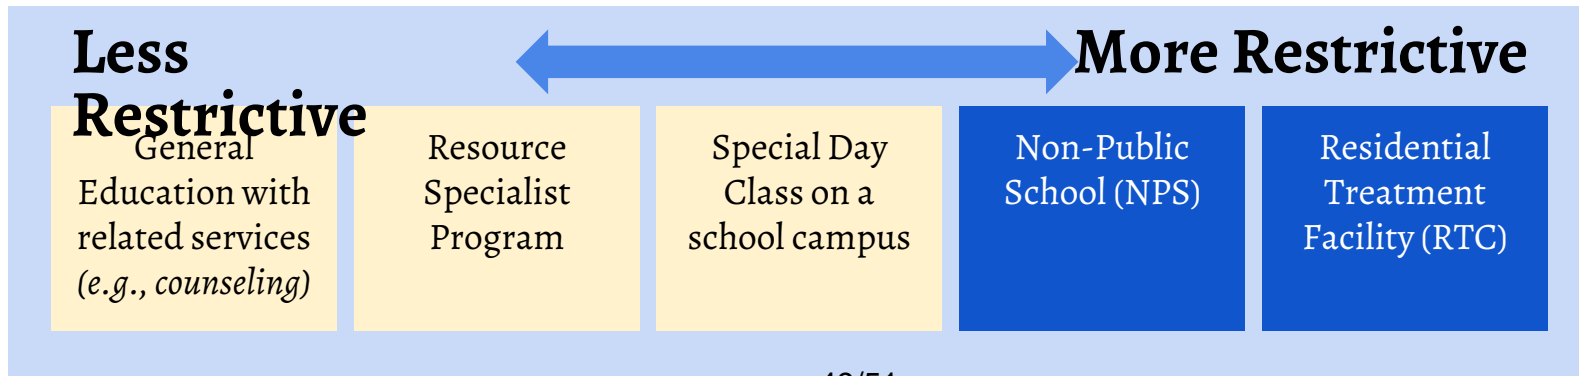 Less
Restrictive
More Restrictive
General
Education with
related services
(e.g., counseling)
Resource
Specialist
Program
Special Day
Class on a
school campus
Non-Public
School (NPS)
Residential
Treatment
Facility (RTC)